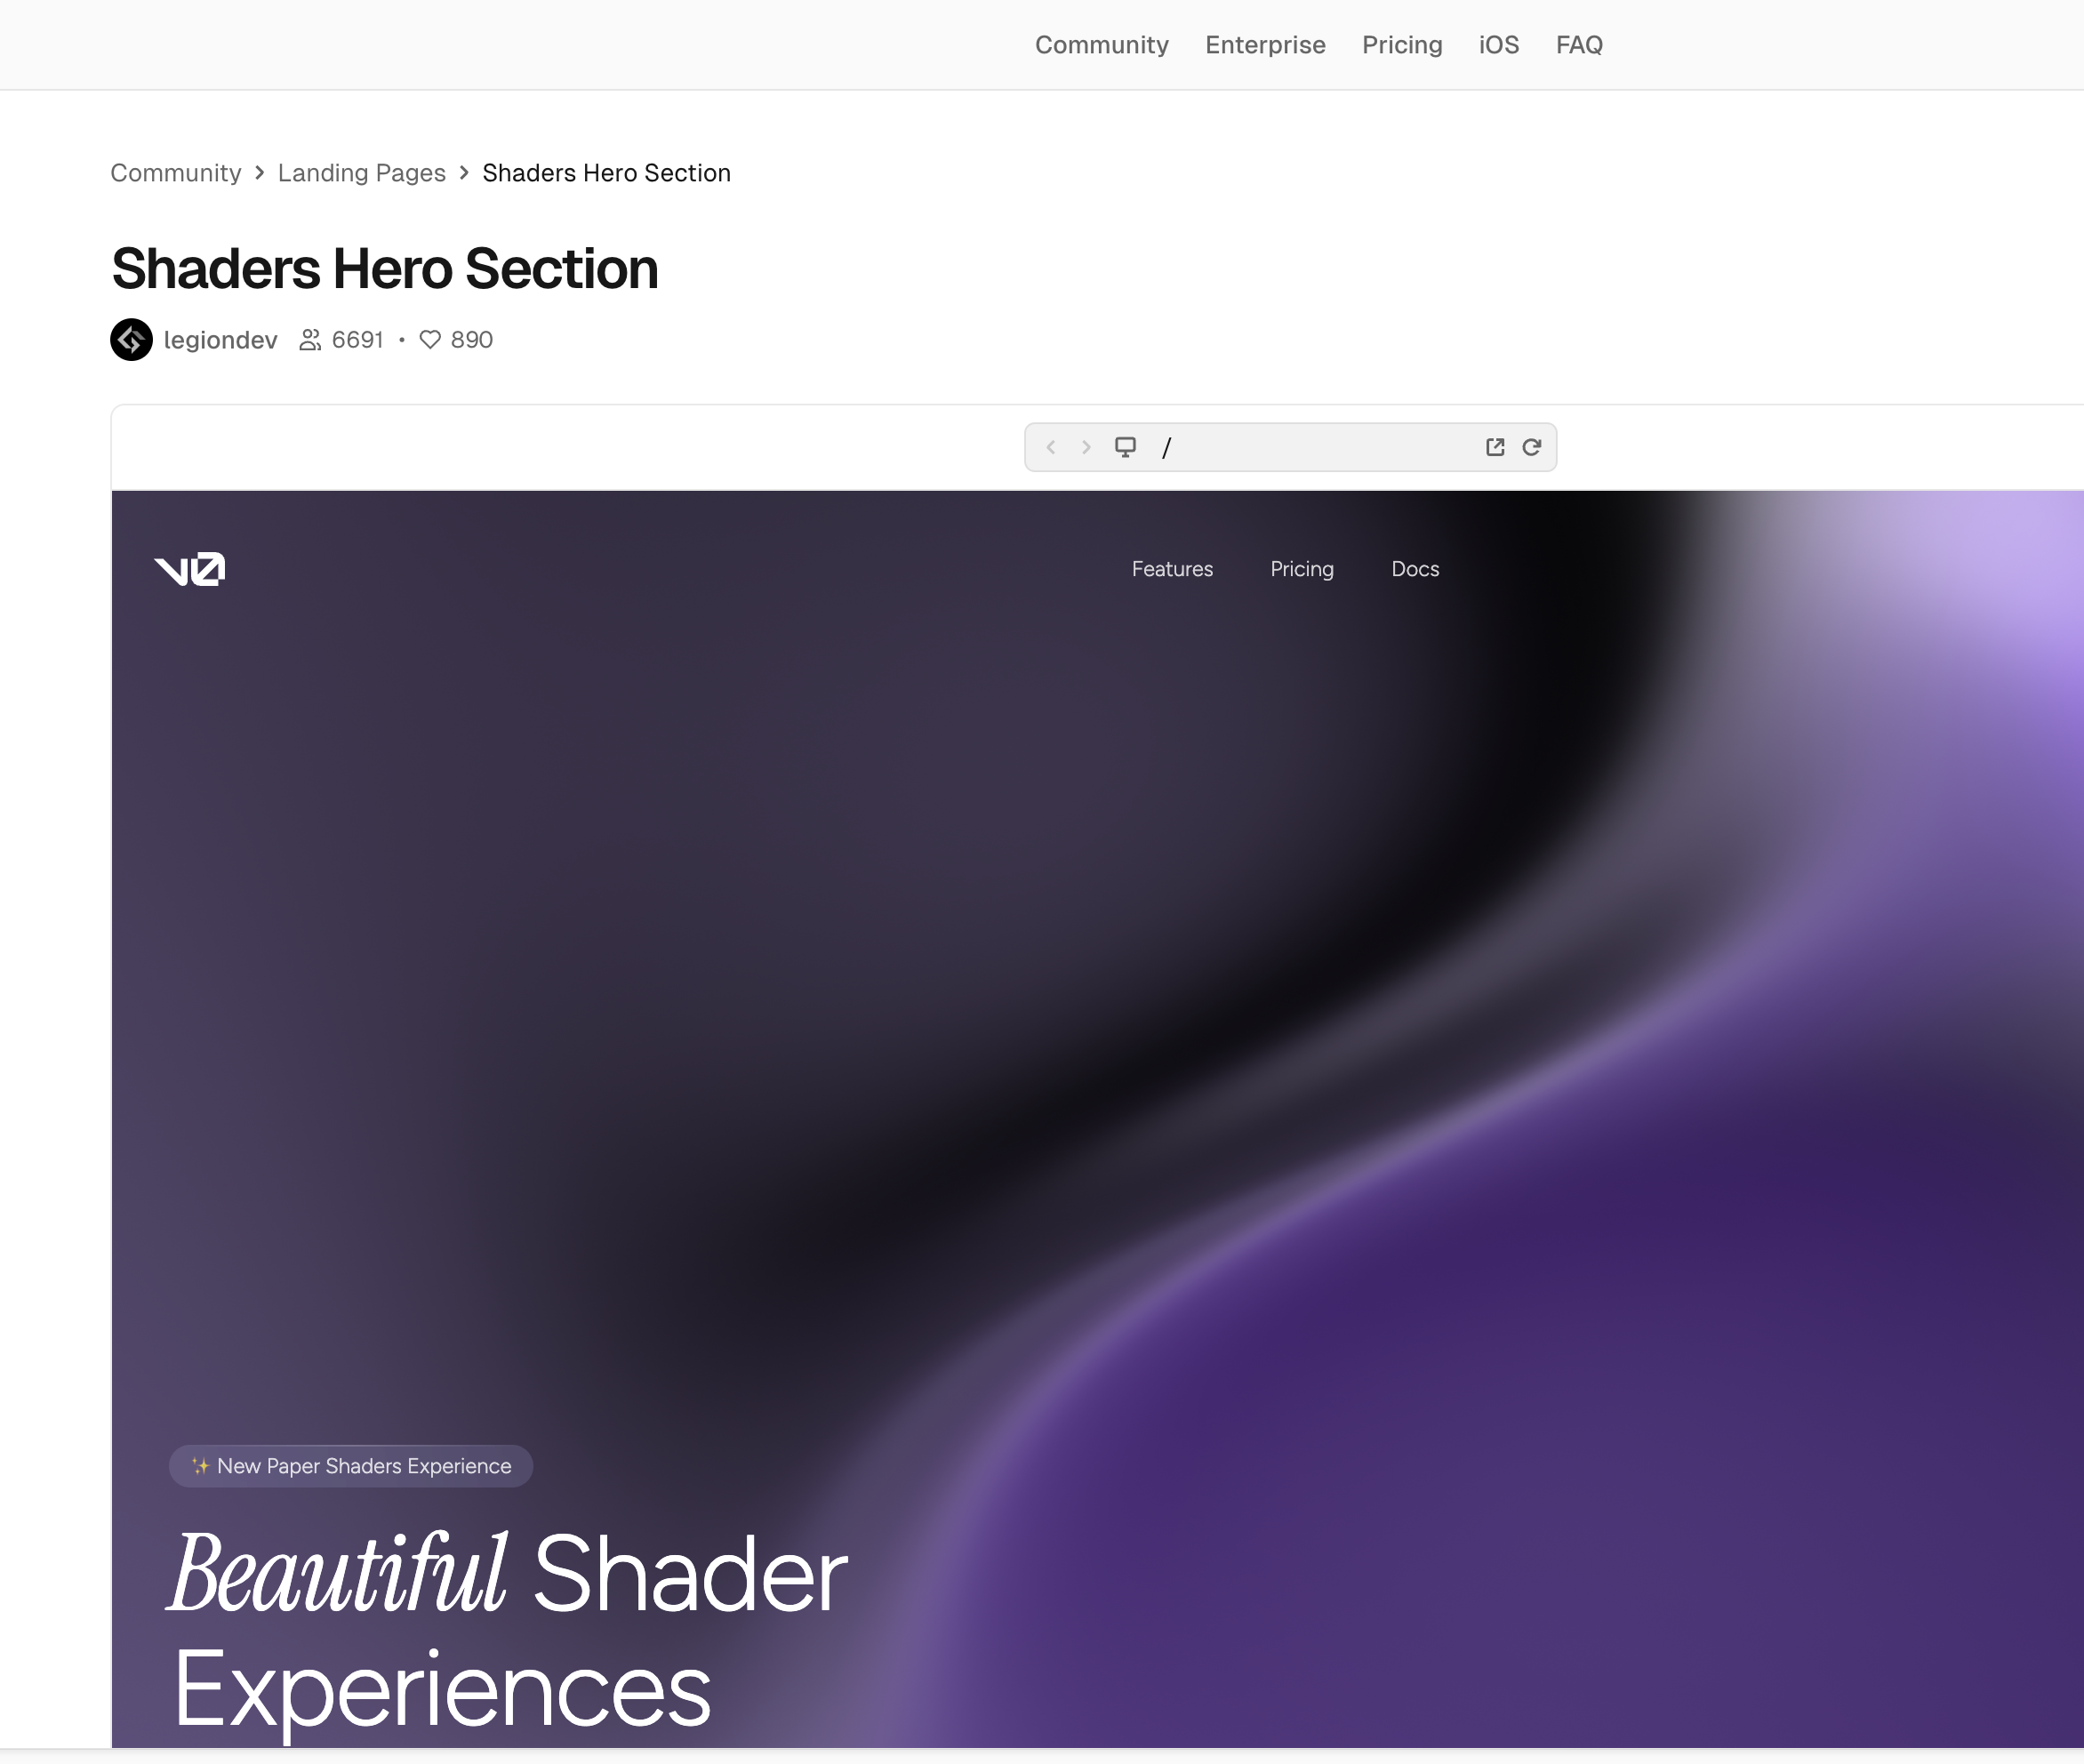 Community Enterprise Pricing iOS FAQ
Community > Landing Pages > Shaders Hero Section
Shaders Hero Section
legiondev 6691 • 890
/
v0
Features Pricing Docs
✨ New Paper Shaders Experience
Beautiful Shader
Experiences